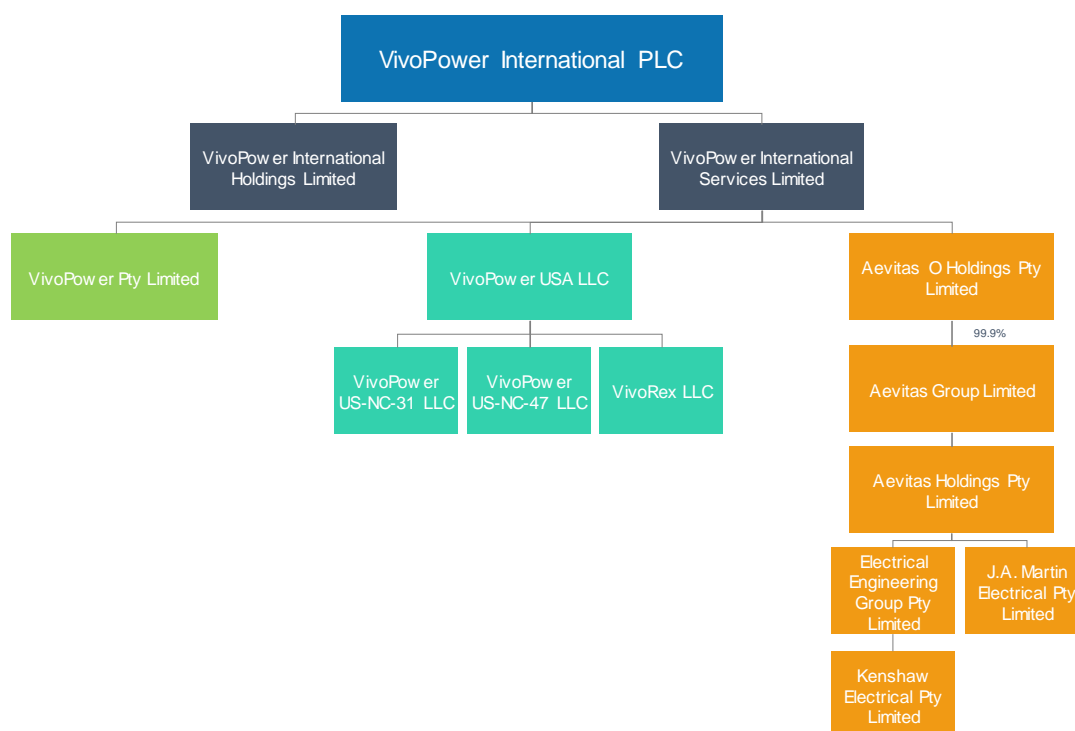 VivoPower International PLC
VivoPower International
Holdings Limited
VivoPower International
Services Limited
VivoPower Pty Limited
VivoPower USA LLC
Aevitas O Holdings Pty
Limited
99.9%
VivoPower
US-NC-31 LLC
VivoPower
US-NC-47 LLC
VivoRex LLC
Aevitas Group Limited
Aevitas Holdings Pty
Limited
Electrical
Engineering
Group Pty
Limited
J.A. Martin
Electrical Pty
Limited
Kenshaw
Electrical Pty
Limited